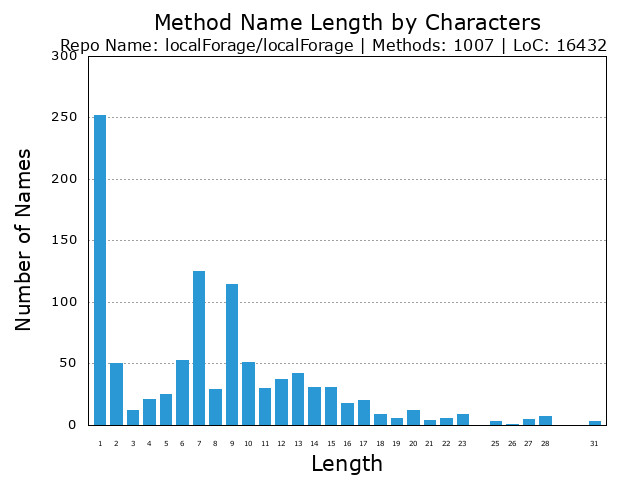 Method Name Length by Characters
Repo Name: localForage/localForage | Methods: 1007 | LoC: 16432
300
250
200
150
100
50
0
Number of Names
1 2 3 4 5 6 7 8 9 10 11 12 13 14 15 16 17 18 19 20 21 22 23 25 26 27 28 31
Length